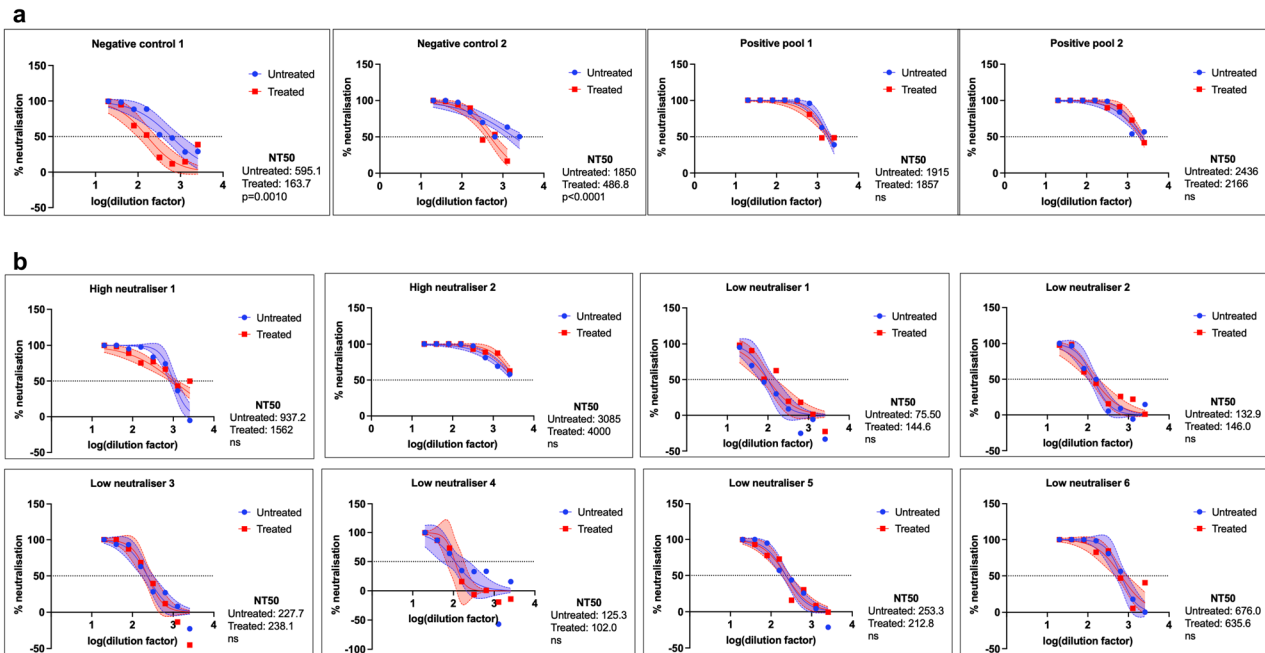 a
Negative control 1
% neutralisation
150
100
50
0
-50
1
2
3
4
log(dilution factor)
Untreated
Treated
NT50
Untreated: 595.1
Treated: 163.7
p=0.0010
Negative control 2
% neutralisation
150
100
50
0
-50
1
2
3
4
log(dilution factor)
Untreated
Treated
NT50
Untreated: 1850
Treated: 486.8
p<0.0001
Positive pool 1
% neutralisation
150
100
50
0
-50
1
2
3
4
log(dilution factor)
Untreated
Treated
NT50
Untreated: 1915
Treated: 1857
ns
Positive pool 2
% neutralisation
150
100
50
0
-50
1
2
3
4
log(dilution factor)
Untreated
Treated
NT50
Untreated: 2436
Treated: 2166
ns
b
High neutraliser 1
% neutralisation
150
100
50
0
-50
1
2
3
4
log(dilution factor)
Untreated
Treated
NT50
Untreated: 937.2
Treated: 1562
ns
High neutraliser 2
% neutralisation
150
100
50
0
-50
1
2
3
4
log(dilution factor)
Untreated
Treated
NT50
Untreated: 3085
Treated: 4000
ns
Low neutraliser 1
% neutralisation
150
100
50
0
-50
1
2
3
4
log(dilution factor)
Untreated
Treated
NT50
Untreated: 75.50
Treated: 144.6
ns
Low neutraliser 2
% neutralisation
150
100
50
0
-50
1
2
3
4
log(dilution factor)
Untreated
Treated
NT50
Untreated: 132.9
Treated: 146.0
ns
Low neutraliser 3
% neutralisation
150
100
50
0
-50
1
2
3
4
log(dilution factor)
Untreated
Treated
NT50
Untreated: 227.7
Treated: 238.1
ns
Low neutraliser 4
% neutralisation
150
100
50
0
-50
-100
1
2
3
4
log(dilution factor)
Untreated
Treated
NT50
Untreated: 125.3
Treated: 102.0
ns
Low neutraliser 5
% neutralisation
150
100
50
0
-50
1
2
3
4
log(dilution factor)
Untreated
Treated
NT50
Untreated: 253.3
Treated: 212.8
ns
Low neutraliser 6
% neutralisation
150
100
50
0
-50
1
2
3
4
log(dilution factor)
Untreated
Treated
NT50
Untreated: 676.0
Treated: 635.6
ns